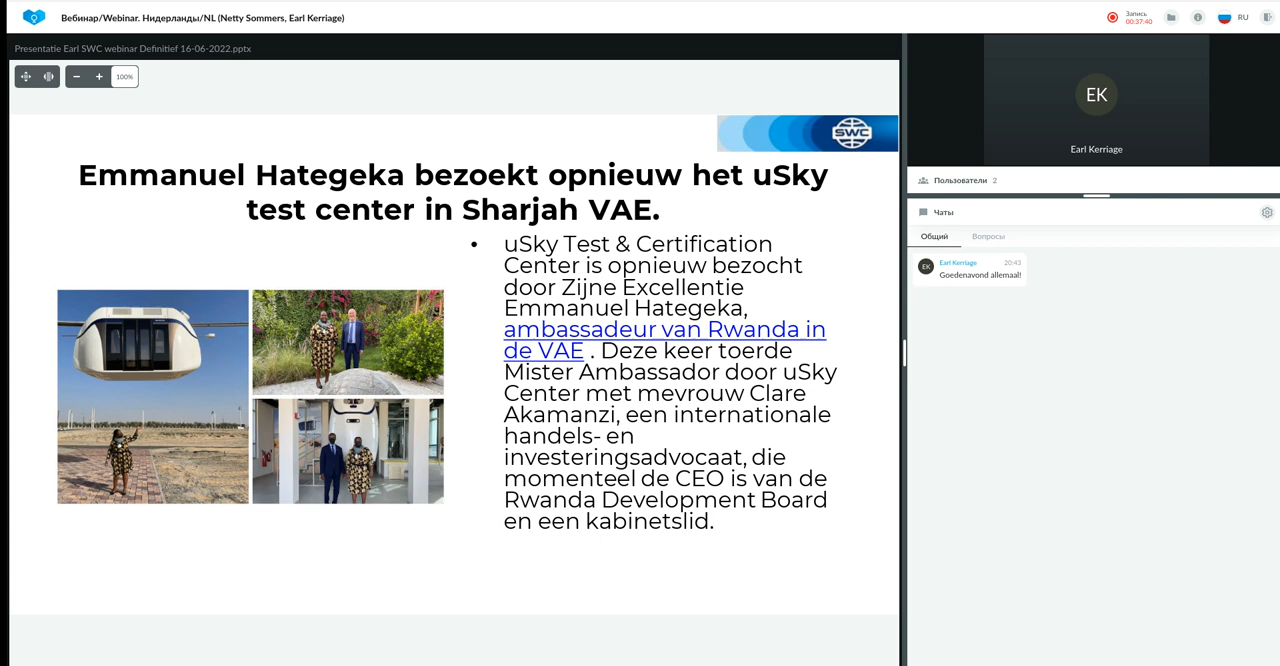 Вебинар/Webinar. Нидерланды/NL (Netty Sommers, Earl Kerriage)
Запись
00:37:40
RU
Presentatie Earl SWC webinar Definitief 16-06-2022.pptx
100%
SWC
Emmanuel Hategeka bezoekt opnieuw het uSky
test center in Sharjah VAE.
• uSky Test & Certification
Center is opnieuw bezocht
door Zijne Excellentie
Emmanuel Hategeka,
ambassadeur van Rwanda in
de VAE . Deze keer toerde
Mister Ambassador door uSky
Center met mevrouw Clare
Akamanzi, een internationale
handels- en
investeringsadvocaat, die
momenteel de CEO is van de
Rwanda Development Board
en een kabinetslid.
EK
Earl Kerriage
Пользователи 2
Чаты
Общий Вопросы
EK
Earl Kerriage 20:43
Goedenavond allemaal!